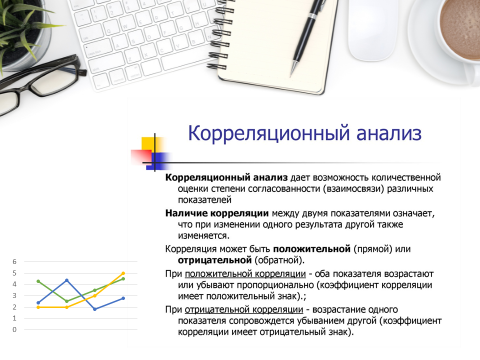 Корреляционный анализ
Корреляционный анализ дает возможность количественной
оценки степени согласованности (взаимосвязи) различных
показателей
Наличие корреляции между двумя показателями означает,
что при изменении одного результата другой также
изменяется.
Корреляция может быть положительной (прямой) или
отрицательной (обратной).
При положительной корреляции - оба показателя возрастают
или убывают пропорционально (коэффициент корреляции
имеет положительный знак).;
При отрицательной корреляции - возрастание одного
показателя сопровождется убыванием другой (коэффициент
корреляции имеет отрицательный знак).
6
5
4
3
2
1
0